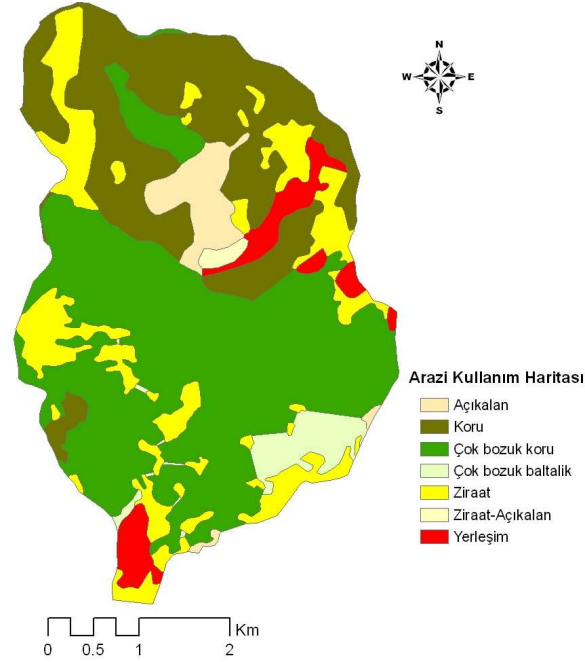 N
W E
S
Arazi Kullanım Haritası
Açıkalan
Koru
Çok bozuk koru
Çok bozuk baltalik
Ziraat
Ziraat-Açıkalan
Yerleşim
Km
0 0.5 1 2